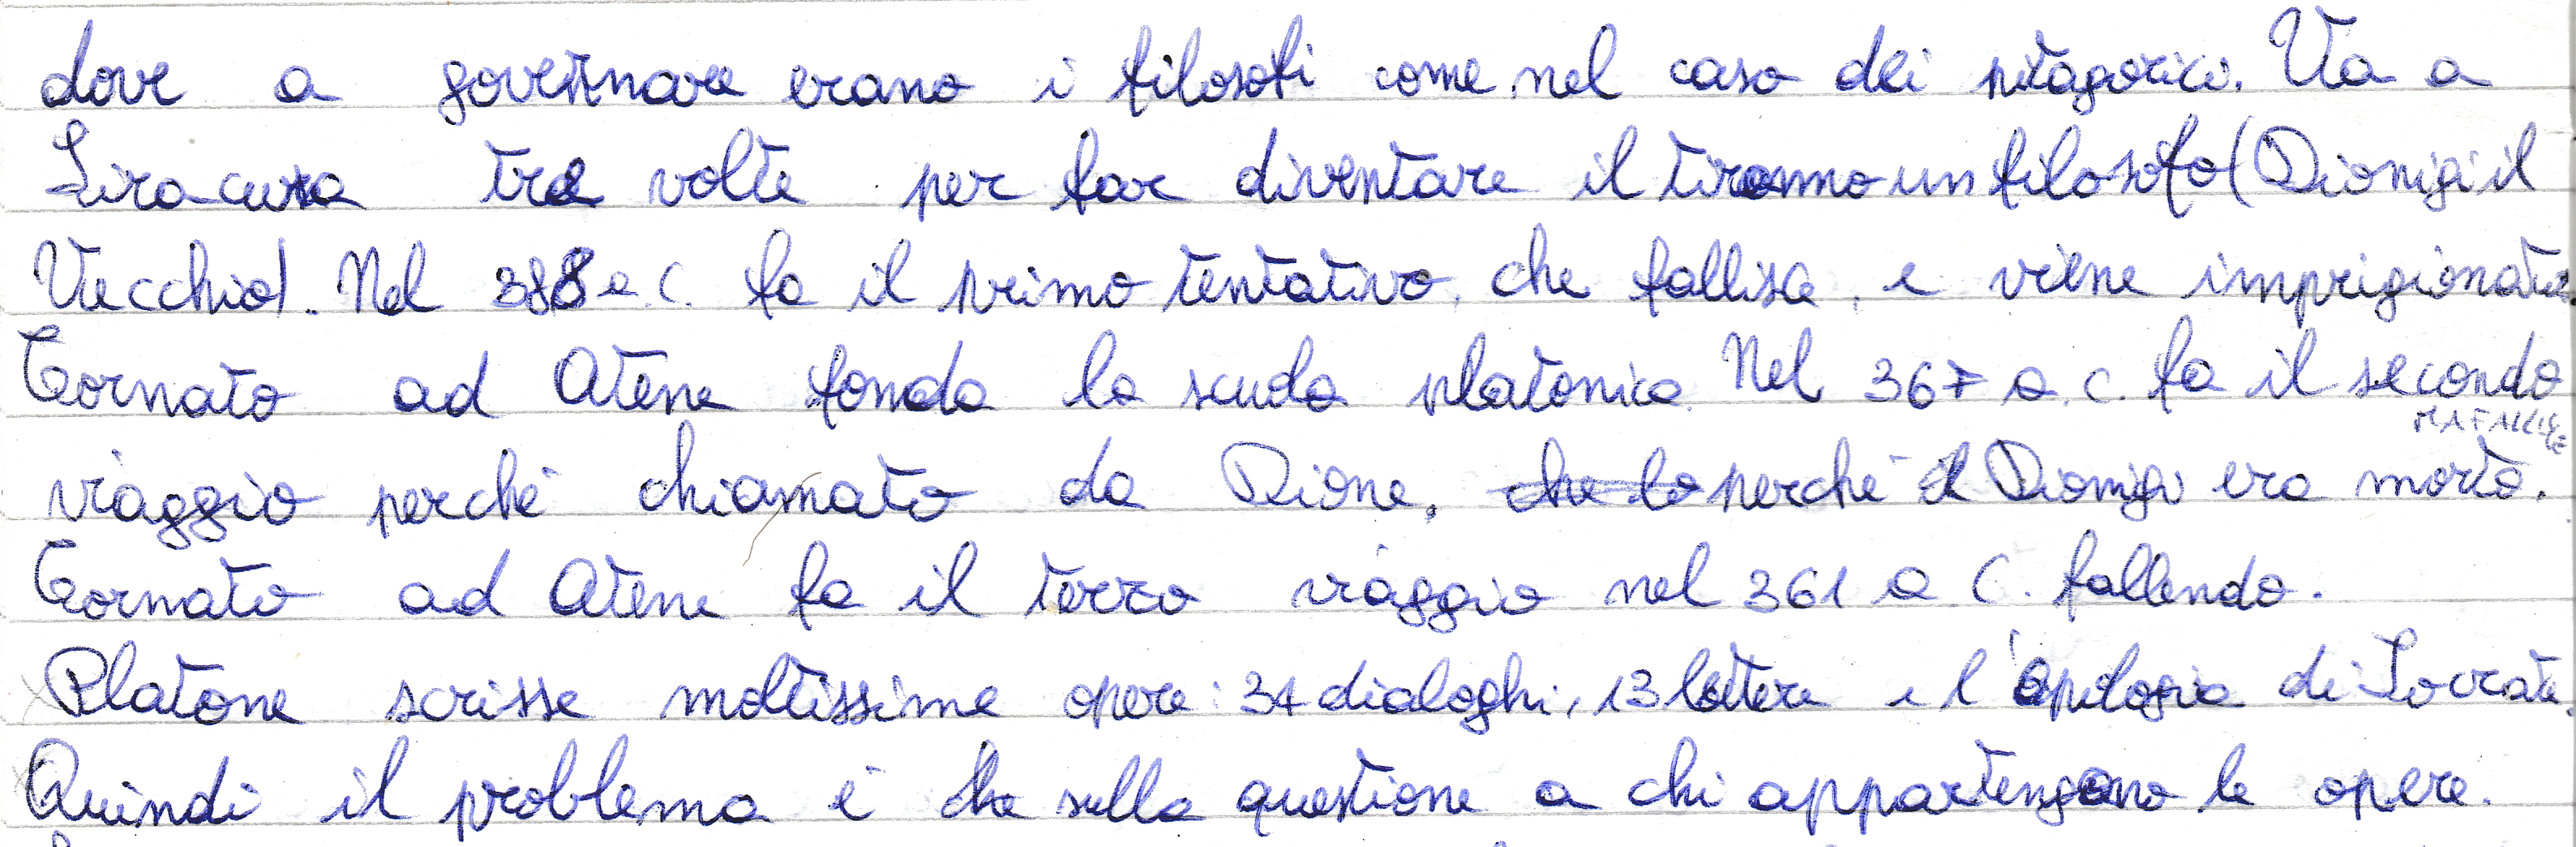 dove a governare erano i filosofi come nel caso dei pitagorici. Va a
Siracusa tre volte per far diventare il tiranno un filosofo (Dionigi il
Vecchio). Nel 388 a.C. fa il primo tentativo, che fallisce, e viene imprigionato.
Tornato ad Atene fonda la scuola platonica. Nel 367 a.C. fa il secondo
MA FALLISCE
viaggio perché chiamato da Dione, che lo perché il Dionigi era morto.
Tornato ad Atene fa il terzo viaggio nel 361 a C. fallendo.
Platone scrisse moltissime opere: 34 dialoghi, 13 lettere e l'apologia di Socrate.
Quindi il problema è che sulla questione a chi appartengano le opere.